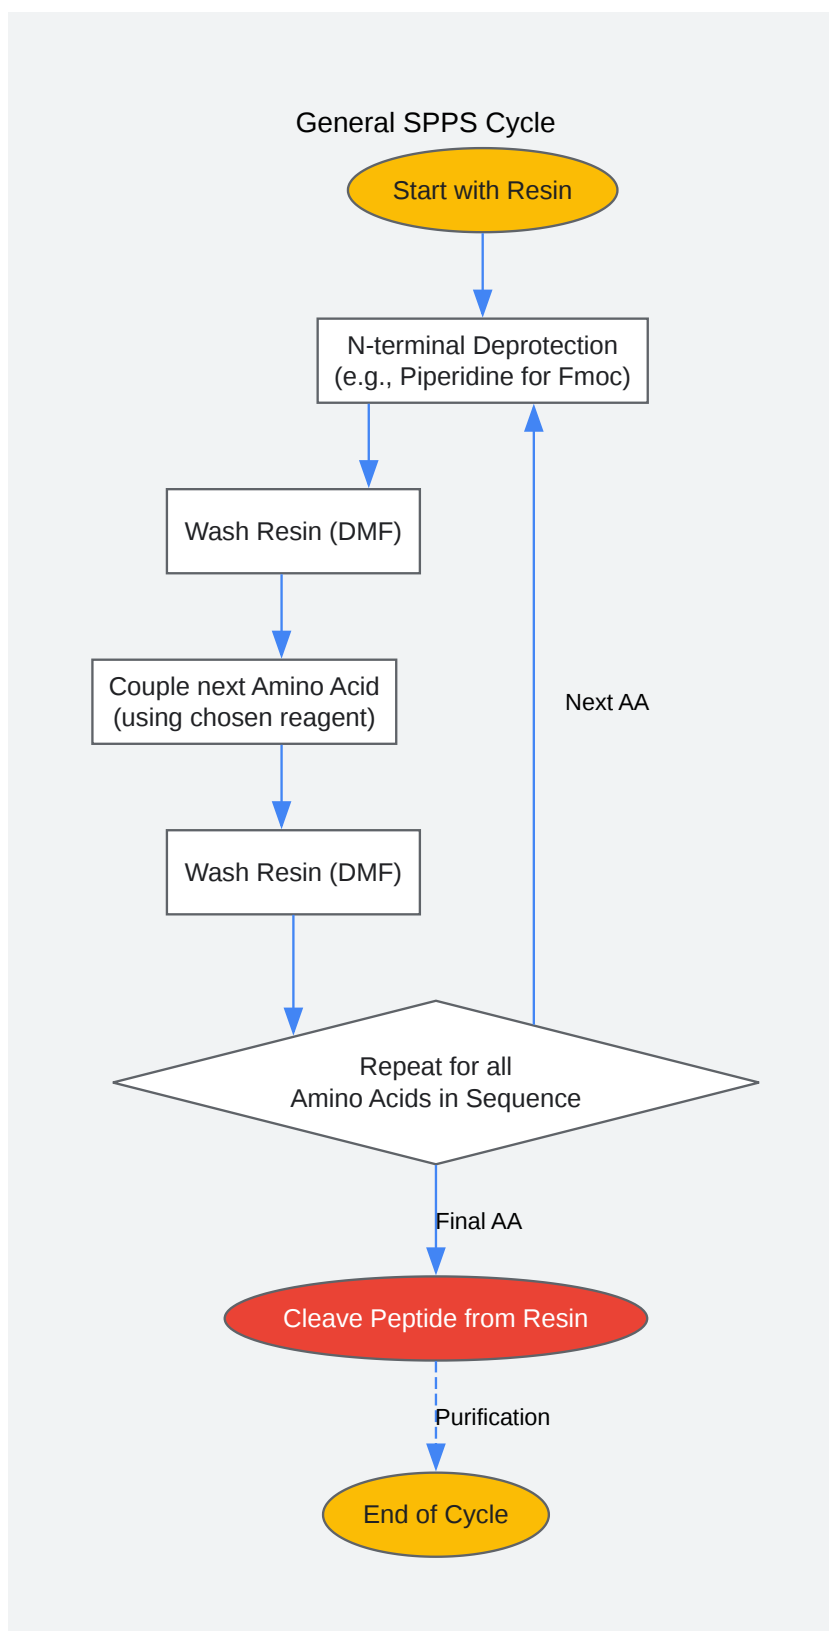 General SPPS Cycle
Start with Resin
N-terminal Deprotection
(e.g., Piperidine for Fmoc)
Wash Resin (DMF)
Couple next Amino Acid
(using chosen reagent)
Next AA
Wash Resin (DMF)
Repeat for all
Amino Acids in Sequence
Final AA
Cleave Peptide from Resin
Purification
End of Cycle